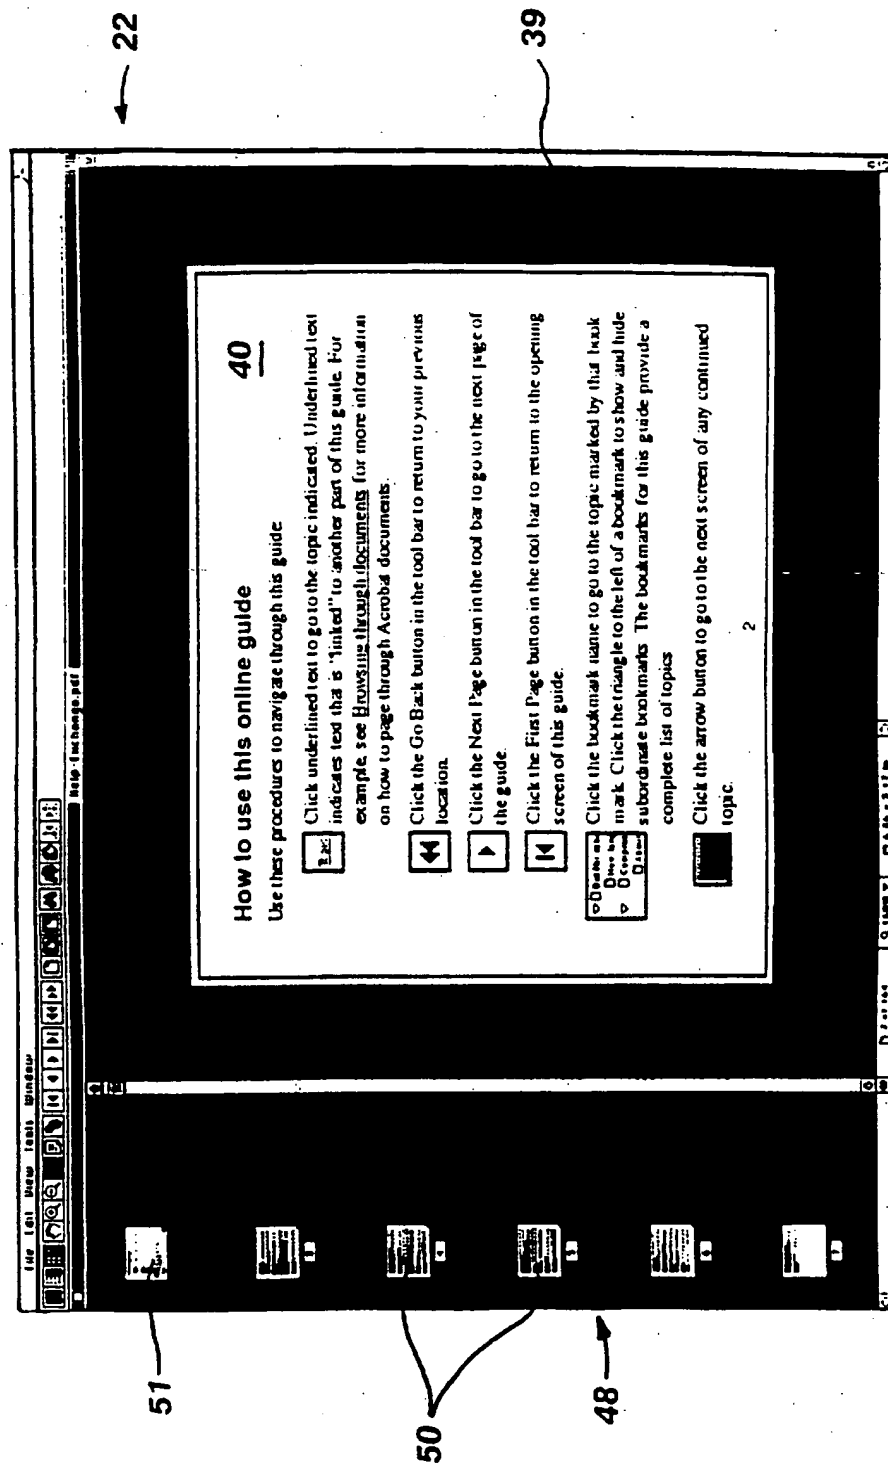 22
39
File Edit View Tools Window
Help-Exchange.pdf
How to use this online guide
40
Use these procedures to navigate through this guide
Click underlined text to go to the topic indicated. Underlined text
indicates text that is "linked" to another part of this guide. For
example, see Browsing through documents for more information
on how to page through Acrobat documents.
Click the Go Back button in the tool bar to return to your previous
location.
Click the Next Page button in the tool bar to go to the next page of
the guide.
Click the First Page button in the tool bar to return to the opening
screen of this guide.
Click the bookmark name to go to the topic marked by that book
mark. Click the triangle to the left of a bookmark to show and hide
subordinate bookmarks. The bookmarks for this guide provide a
complete list of topics
Click the arrow button to go to the next screen of any continued
topic.
2
3
4
5
6
7
51
50
48